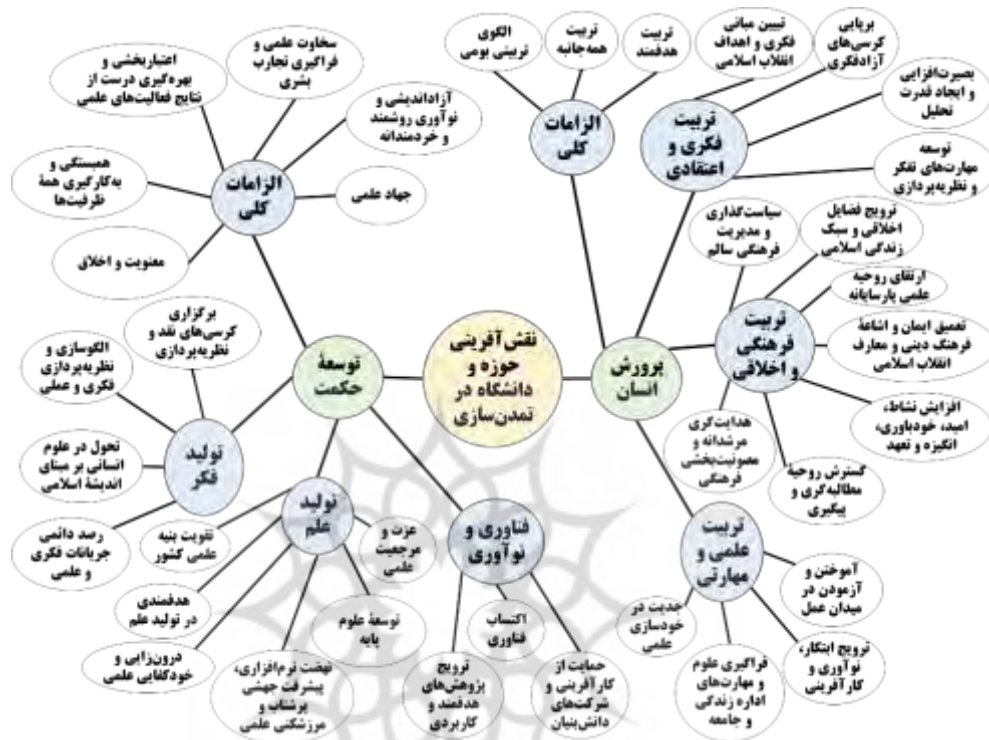 نقش‌آفرینی
حوزه و
دانشگاه در
تمدن‌سازی
پرورش
انسان
الزامات
کلی
تربیت
هدفمند
تربیت
همه‌جانبه
الگوی
تربیتی بومی
تربیت
فکری و
اعتقادی
تبیین مبانی
فکری و اهداف
انقلاب اسلامی
برپایی
کرسی‌های
آزادفکری
بصیرت‌افزایی
و ایجاد قدرت
تحلیل
توسعه
مهارت‌های تفکر
و نظریه‌پردازی
تربیت
فرهنگی
و اخلاقی
سیاست‌گذاری
و مدیریت
فرهنگی سالم
ترویج فضایل
اخلاقی و سبک
زندگی اسلامی
ارتقای روحیه
علمی پارسایانه
تعمیق ایمان و اشاعهٔ
فرهنگ دینی و معارف
انقلاب اسلامی
افزایش نشاط،
امید، خودباوری،
انگیزه و تعهد
گسترش روحیهٔ
مطالبه‌گری و
پیگیری
هدایت‌گری
مرشدانه و
مصونیت‌بخشی
فرهنگی
تربیت
علمی و
مهارتی
آموختن و
آزمودن در
میدان عمل
ترویج ابتکار،
نوآوری و
کارآفرینی
فراگیری علوم
و مهارت‌های
اداره زندگی
و جامعه
جدیت در
خودسازی
علمی
توسعهٔ
حکمت
الزامات
کلی
سخاوت علمی و
فراگیری تجارب
بشری
اعتباربخشی و
بهره‌گیری درست از
نتایج فعالیت‌های علمی
آزاداندیشی و
نوآوری روشمند
و خردمندانه
جهاد علمی
همبستگی و
به‌کارگیری همهٔ
ظرفیت‌ها
معنویت و اخلاق
تولید
فکر
برگزاری
کرسی‌های نقد و
نظریه‌پردازی
الگوسازی و
نظریه‌پردازی
فکری و عملی
تحول در علوم
انسانی بر مبنای
اندیشهٔ اسلامی
رصد دائمی
جریانات فکری
و علمی
تولید
علم
تقویت بنیه
علمی کشور
هدفمندی
در تولید علم
درون‌زایی و
خودکفایی علمی
نهضت نرم‌افزاری،
پیشرفت جهشی
پرشتاب و
مرزشکنی علمی
توسعهٔ علوم
پایه
عزت و
مرجعیت
علمی
فناوری و
نوآوری
اکتساب
فناوری
ترویج
پژوهش‌های
هدفمند و
کاربردی
حمایت از
کارآفرینی و
شرکت‌های
دانش‌بنیان